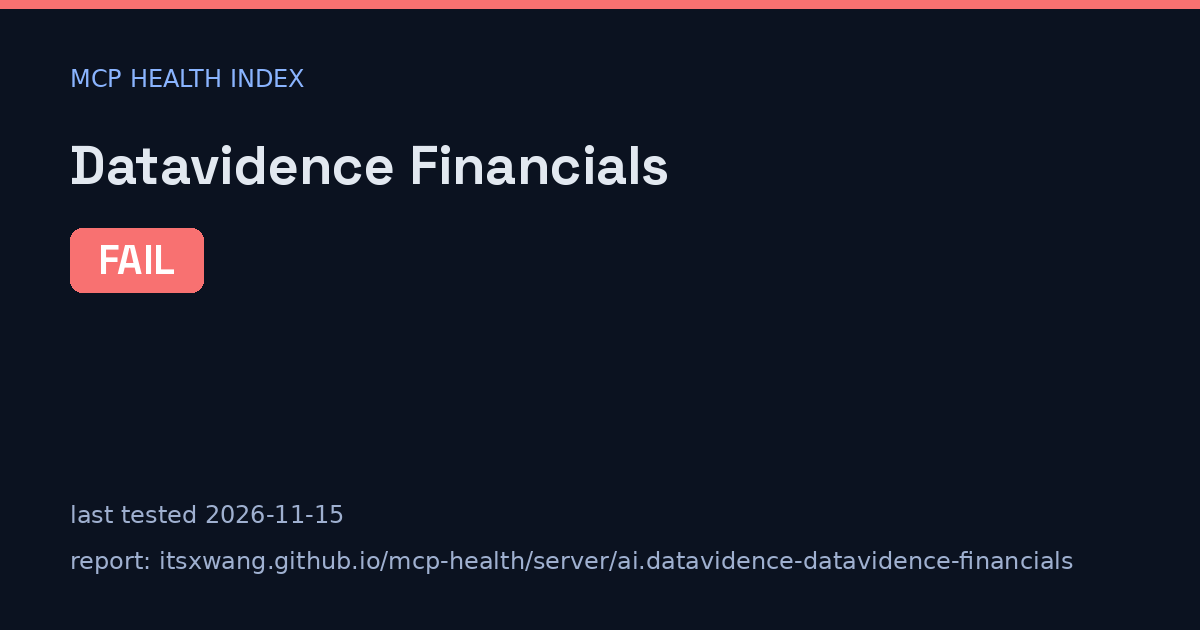 MCP HEALTH INDEX
Datavidence Financials
FAIL
last tested 2026-11-15
report: itsxwang.github.io/mcp-health/server/ai.datavidence-datavidence-financials